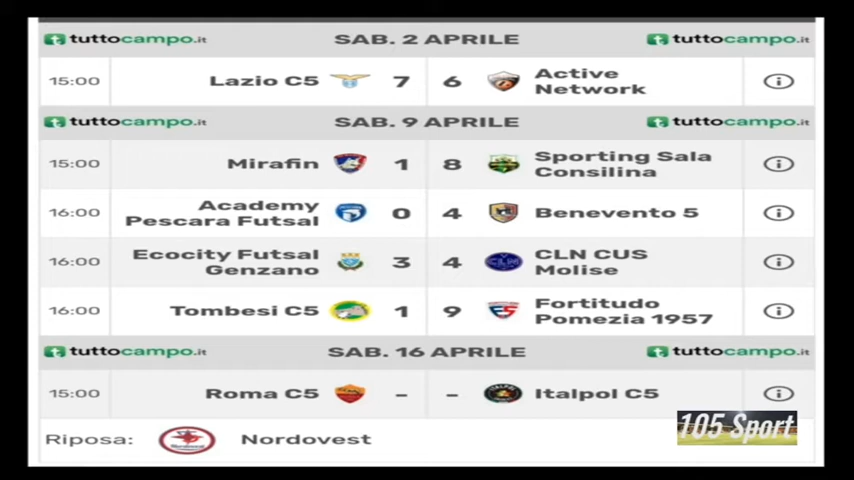 tuttocampo.it SAB. 2 APRILE tuttocampo.it
15:00 Lazio C5 7 6 Active Network
tuttocampo.it SAB. 9 APRILE tuttocampo.it
15:00 Mirafin 1 8 Sporting Sala Consilina
16:00 Academy Pescara Futsal 0 4 Benevento 5
16:00 Ecocity Futsal Genzano 3 4 CLN CUS Molise
16:00 Tombesi C5 1 9 Fortitudo Pomezia 1957
tuttocampo.it SAB. 16 APRILE tuttocampo.it
15:00 Roma C5 - - Italpol C5
Riposa: Nordovest
105 Sport